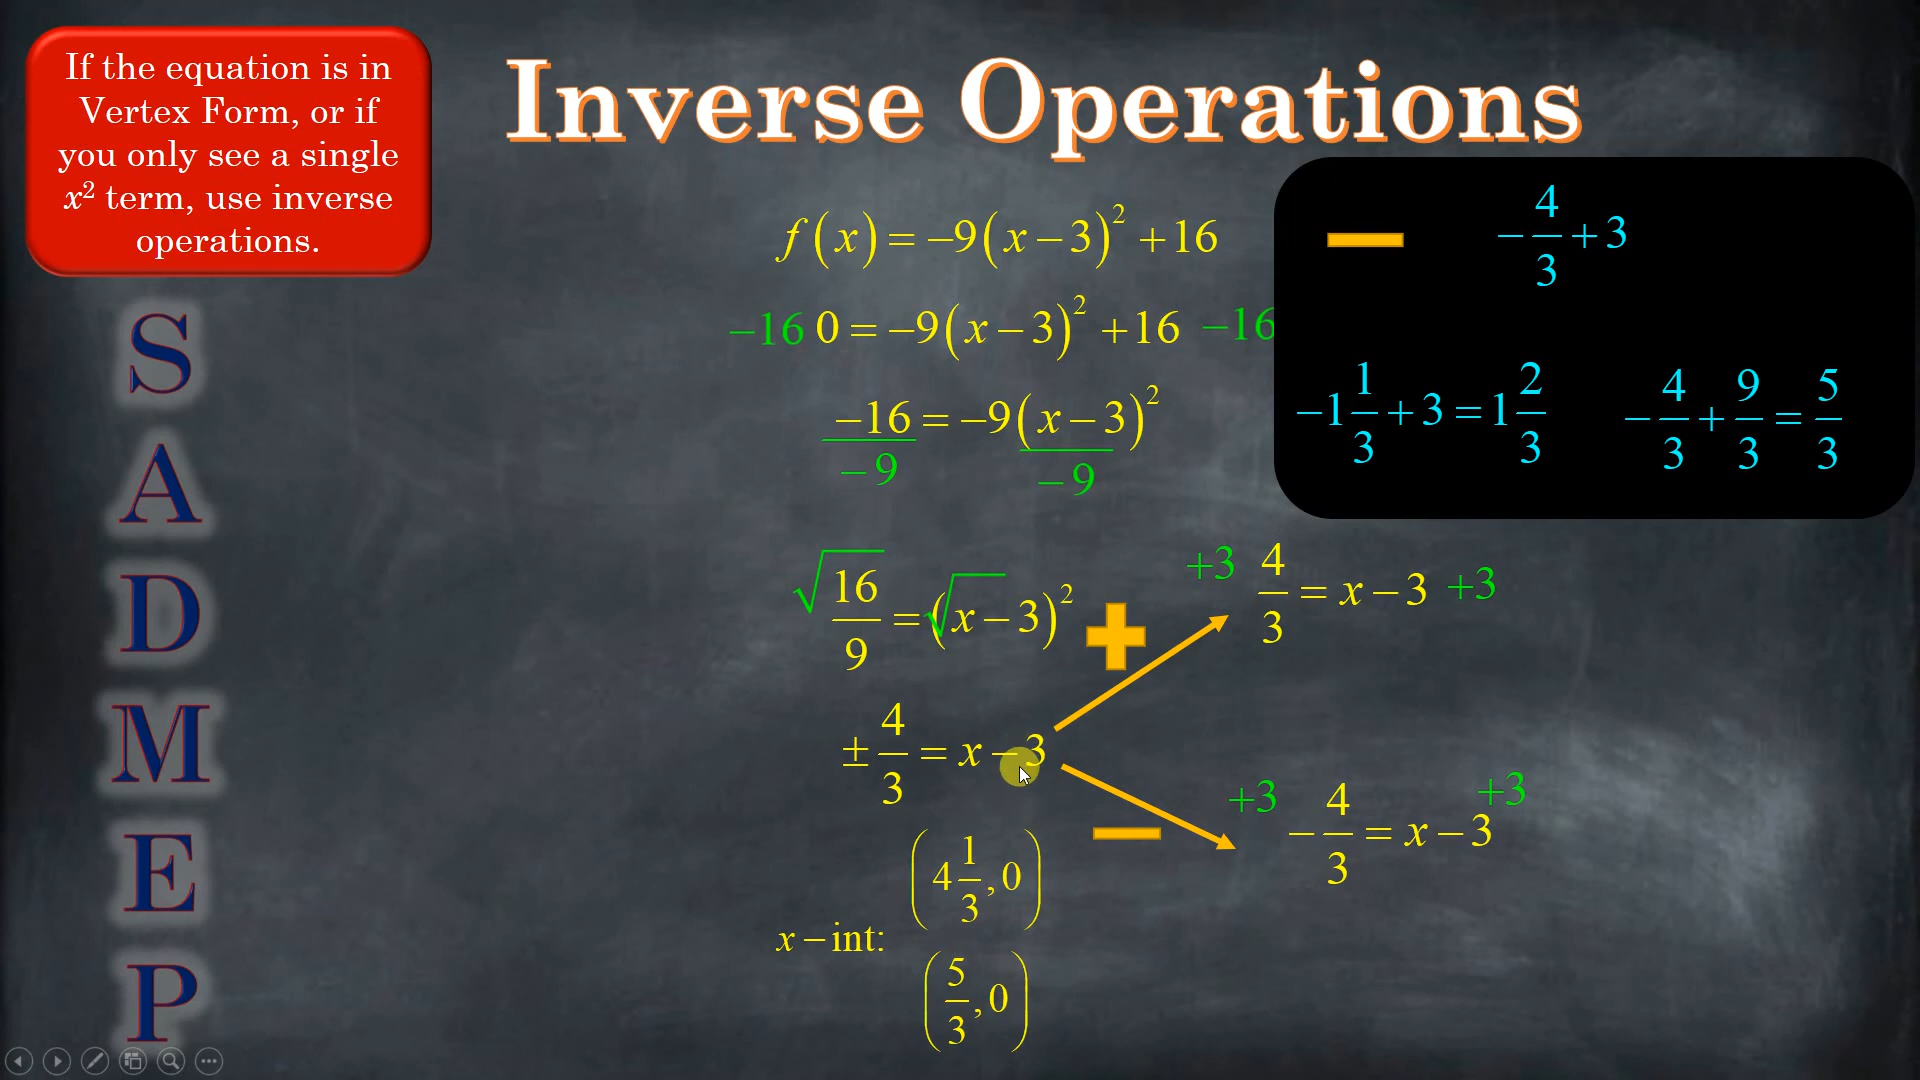 If the equation is in
Vertex Form, or if
you only see a single
x² term, use inverse
operations.
Inverse Operations
S
A
D
M
E
P
f(x) = −9(x − 3)² + 16
−16 0 = −9(x − 3)² + 16 −16
−16 = −9(x − 3)²
−9 −9
√16/9 = √(x − 3)²
±4/3 = x − 3
+
+3 4/3 = x − 3 +3
−
+3 −4/3 = x − 3 +3
x − int:
(4 1/3, 0)
(5/3, 0)
− −4/3 + 3
−1 1/3 + 3 = 1 2/3
−4/3 + 9/3 = 5/3